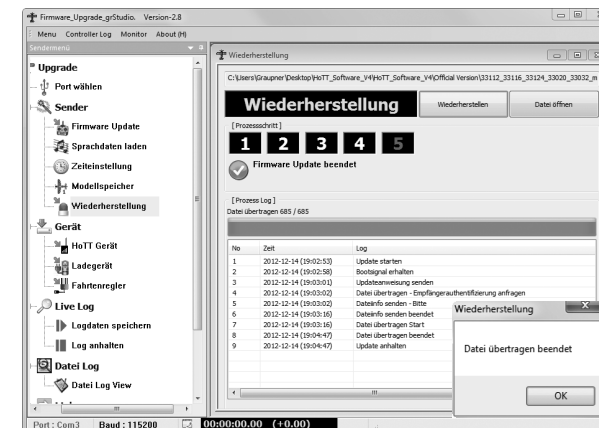 Firmware_Upgrade_grStudio. Version-2.8
Menu Controller Log Monitor About (H)
Sendermenü
Upgrade
Port wählen
Sender
Firmware Update
Sprachdaten laden
Zeiteinstellung
Modellspeicher
Wiederherstellung
Gerät
HoTT Gerät
Ladegerät
Fahrtenregler
Live Log
Logdaten speichern
Log anhalten
Datei Log
Datei Log View
Wiederherstellung
C:\Users\Graupner\Desktop\HoTT_Software_V4\HoTT_Software_V4\Official Version\33112_33116_33124_33020_33032_m
Wiederherstellung
Wiederherstellen
Datei öffnen
[ Prozessschritt ]
1 2 3 4 5
Firmware Update beendet
[ Prozess Log ]
Datei übertragen 685 / 685
No Zeit Log
1 2012-12-14 (19:02:53) Update starten
2 2012-12-14 (19:02:58) Bootsignal erhalten
3 2012-12-14 (19:03:01) Updateanweisung senden
4 2012-12-14 (19:03:02) Datei übertragen - Empfängerauthentifizierung anfragen
5 2012-12-14 (19:03:02) Dateiinfo senden - Bitte
6 2012-12-14 (19:03:16) Dateiinfo senden beendet
7 2012-12-14 (19:03:16) Datei übertragen Start
8 2012-12-14 (19:04:47) Datei übertragen beendet
9 2012-12-14 (19:04:47) Update anhalten
Wiederherstellung
Datei übertragen beendet
OK
Port : Com3 Baud : 115200 00:00:00.00 (+0.00)